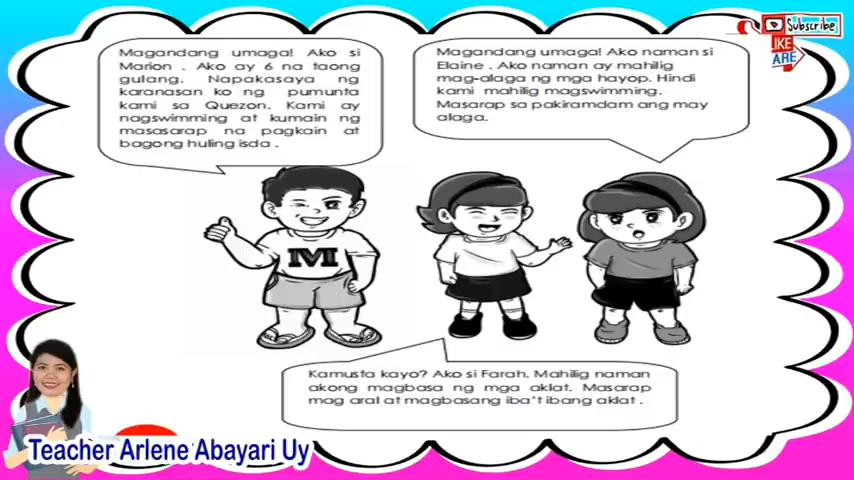 Magandang umaga! Ako si
Marion . Ako ay 6 na taong
gulang. Napakasaya ng
karanasan ko ng pumunta
kami sa Quezon. Kami ay
nagswimming at kumain ng
masasarap na pagkain at
bagong huling isda .
Magandang umaga! Ako naman si
Elaine . Ako naman ay mahilig
mag-alaga ng mga hayop. Hindi
kami mahilig magswimming.
Masarap sa pakiramdam ang may
alaga.
Subscribe
M
Kamusta kayo? Ako si Farah. Mahilig naman
akong magbasa ng mga aklat. Masarap
mag aral at magbasang iba't ibang aklat .
Teacher Arlene Abayari Uy